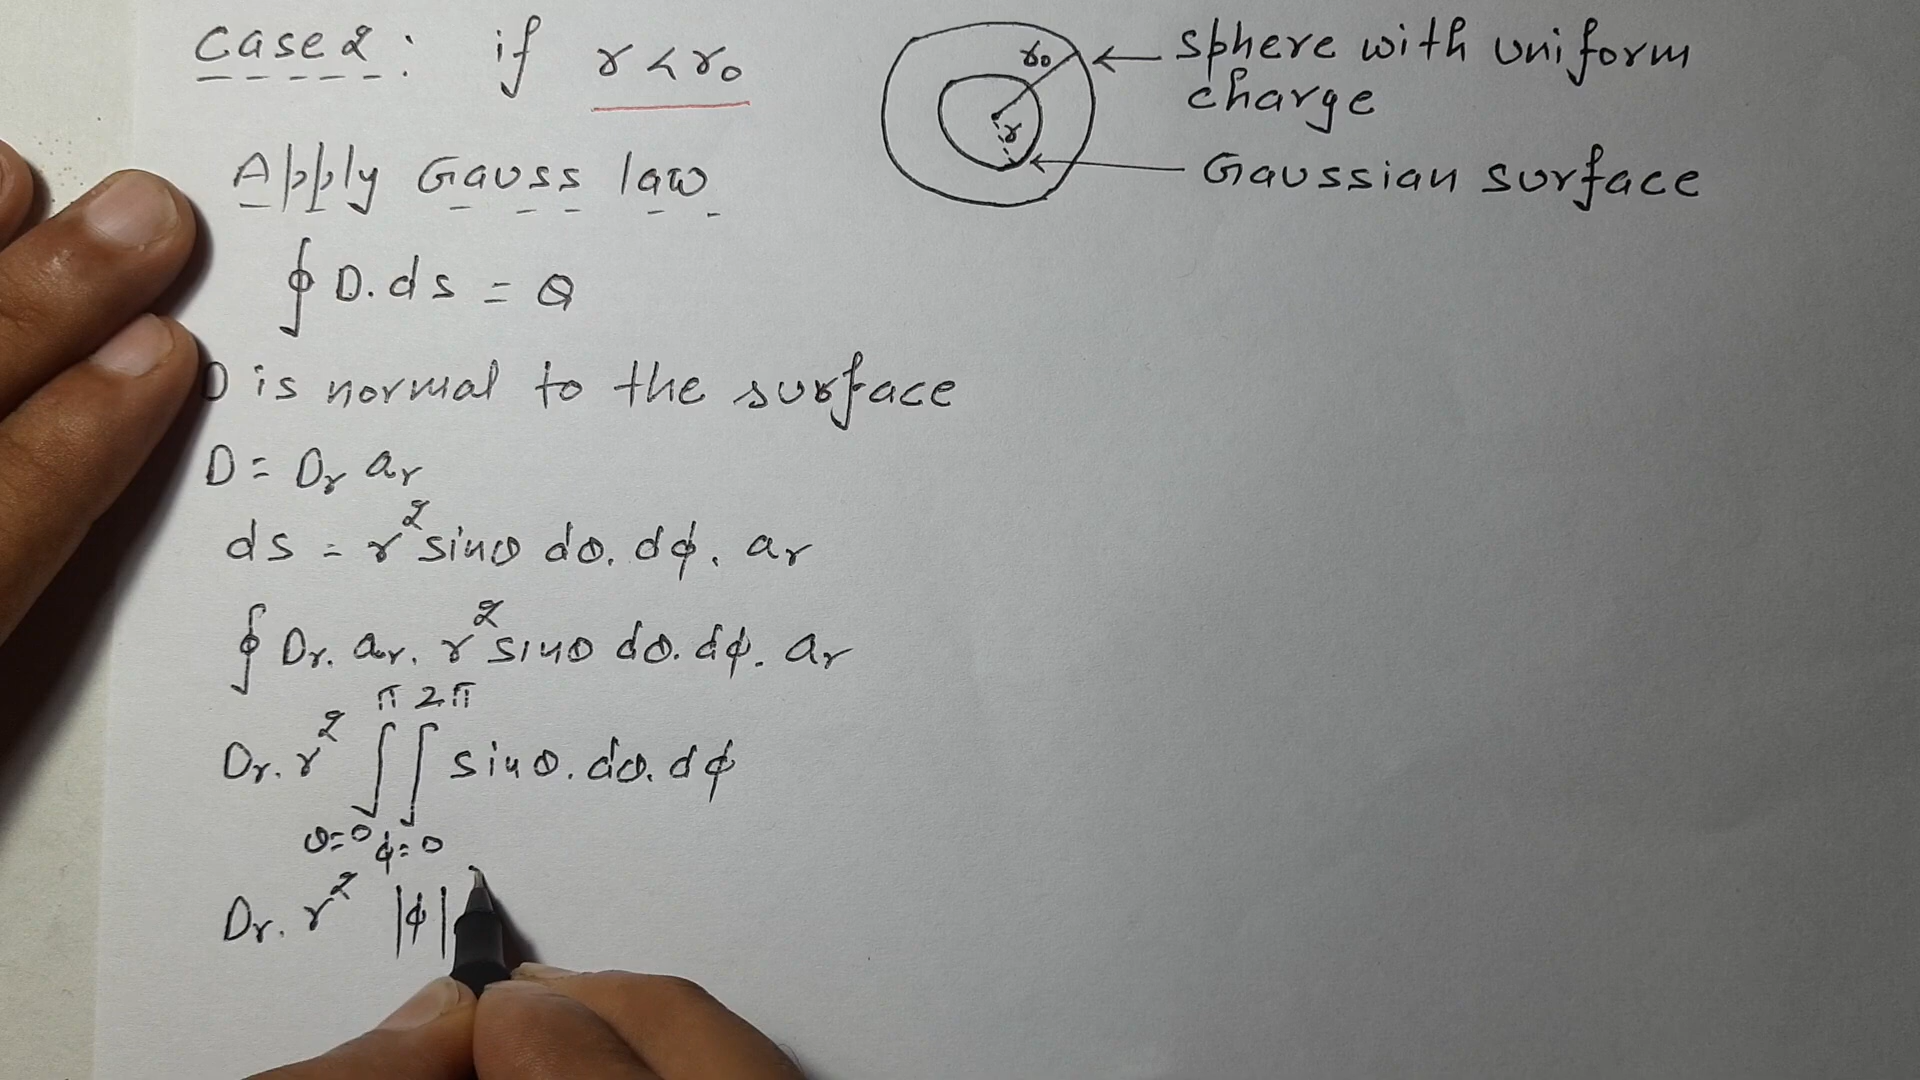 Case 2: if r < r₀
Apply Gauss law
∮ D. ds = Q
D is normal to the surface
D = Dr ar
ds = r² sinθ dθ. dϕ. ar
∮ Dr. ar. r² sinθ dθ. dϕ. ar
π 2π
Dr. r² ∫∫ sinθ. dθ. dϕ
θ=0 ϕ=0
Dr. r² |ϕ|
r₀
r
sphere with uniform
charge
Gaussian surface